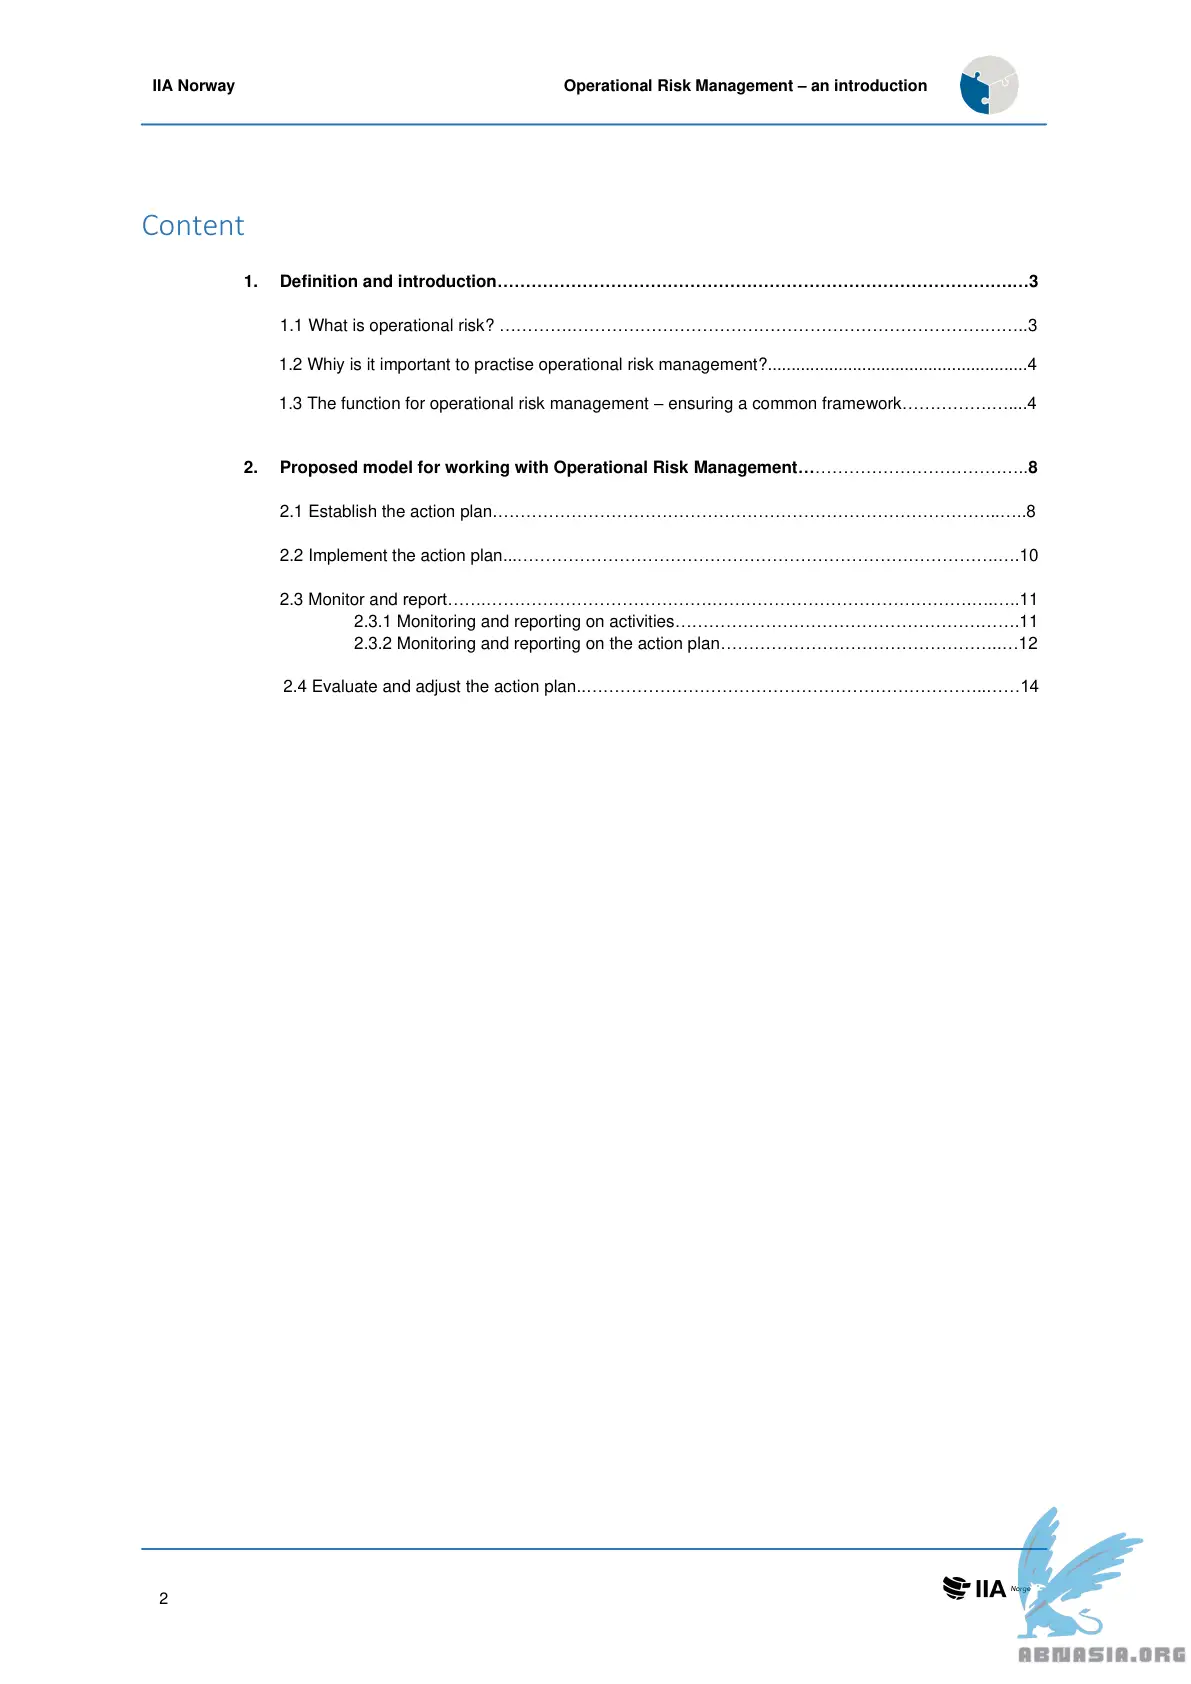 IIA Norway Operational Risk Management – an introduction
Content
1. Definition and introduction……………………………………………………………………………………3
1.1 What is operational risk? ………….……………………………………………………………….……..3
1.2 Whiy is it important to practise operational risk management?.......................................................4
1.3 The function for operational risk management – ensuring a common framework…………………....4
2. Proposed model for working with Operational Risk Management…………………………………….8
2.1 Establish the action plan……………………………………………………………………………..…..8
2.2 Implement the action plan...………………………………………………………………………….….10
2.3 Monitor and report…….…………………………………….……………………………………….…..…..11
2.3.1 Monitoring and reporting on activities…………………………………………………….11
2.3.2 Monitoring and reporting on the action plan…………………………………………...…12
2.4 Evaluate and adjust the action plan..……………………………………………………………..……14
2
IIA Norge
ABNASIA.ORG